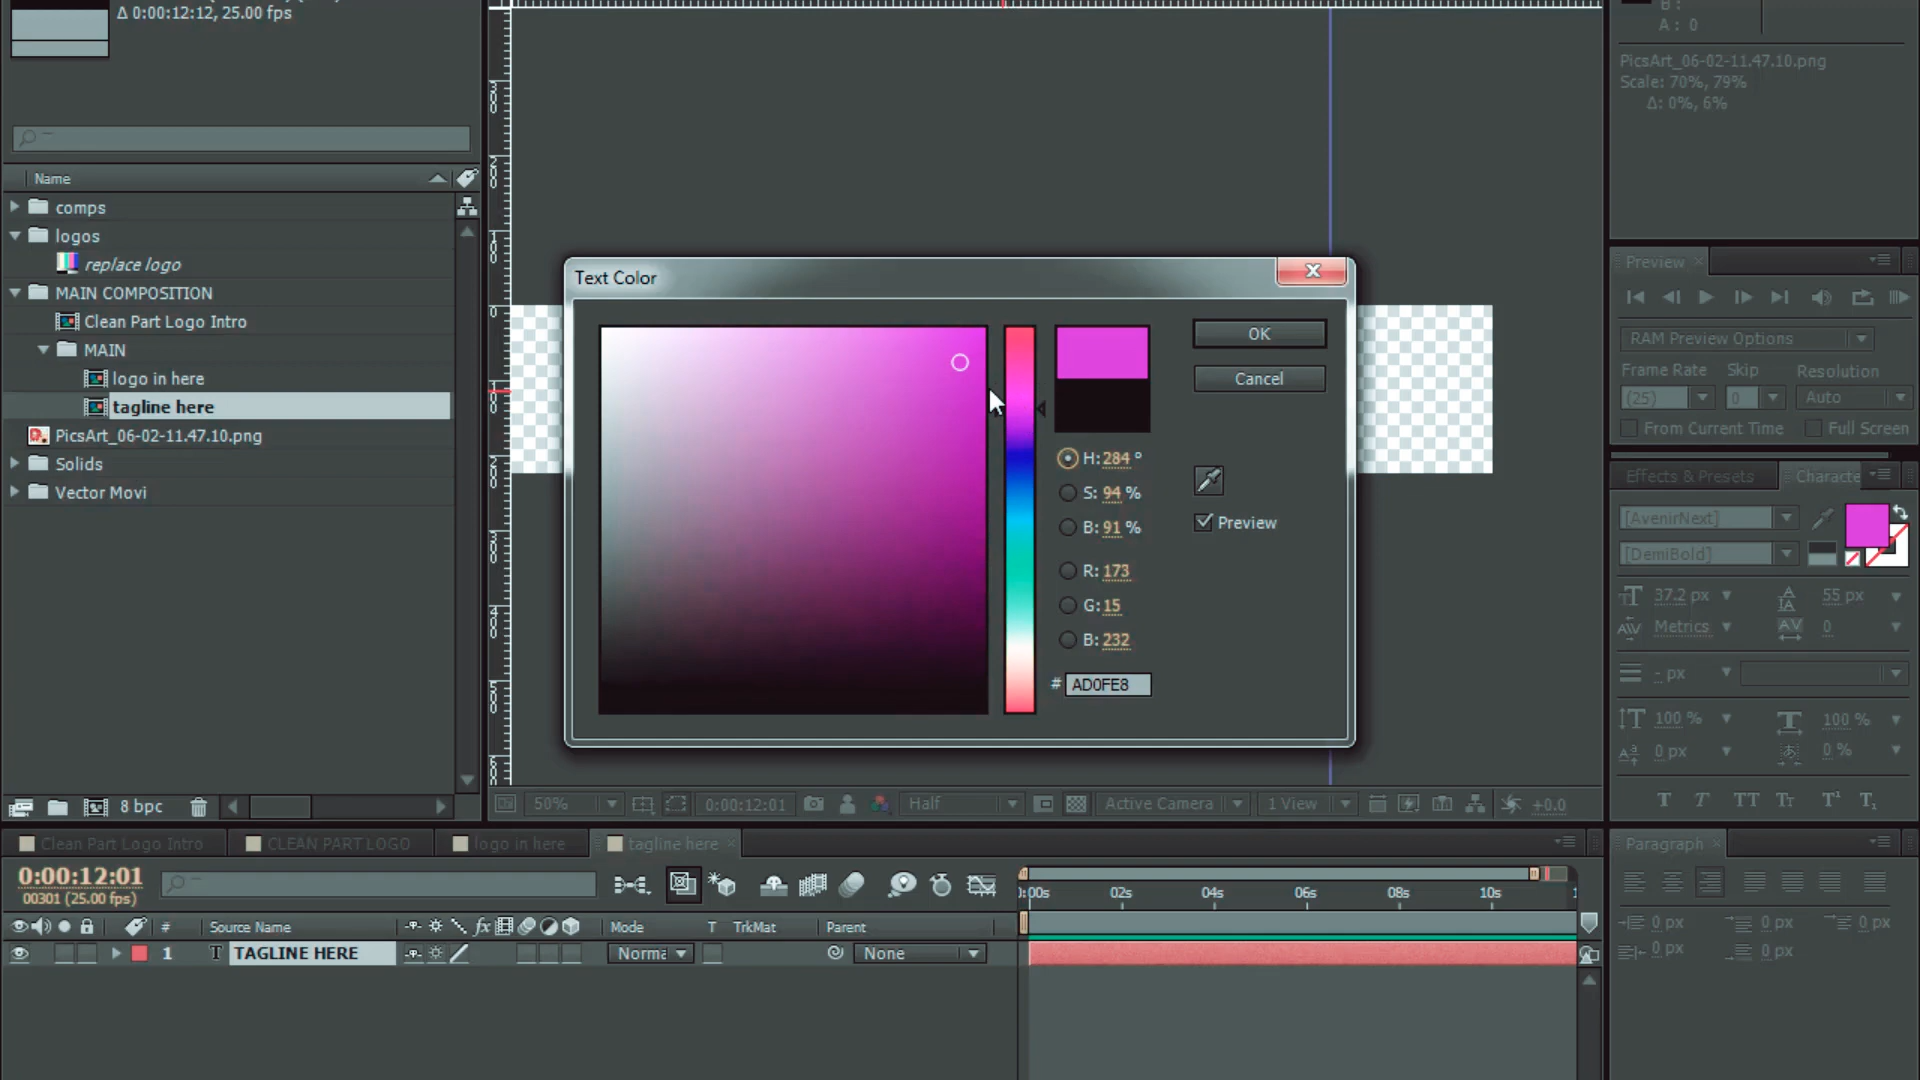 Δ 0:00:12:12, 25.00 fps
Name
comps
logos
replace logo
MAIN COMPOSITION
Clean Part Logo Intro
MAIN
logo in here
tagline here
PicsArt_06-02-11.47.10.png
Solids
Vector Movi
8 bpc
Text Color
OK
Cancel
H: 284 °
S: 94 %
B: 91 %
Preview
R: 173
G: 15
B: 232
# AD0FE8
50%
0:00:12:01
Half
Active Camera
1 View
+0.0
B :
A : 0
PicsArt_06-02-11.47.10.png
Scale: 70%, 79%
Δ: 0%, 6%
Preview
RAM Preview Options
Frame Rate Skip Resolution
(25) 0 Auto
From Current Time Full Screen
Effects & Presets Characte
[AvenirNext]
[DemiBold]
37.2 px 55 px
Metrics 0
- px
100 % 100 %
0 px 0 %
T T TT Tt T¹ T₁
Clean Part Logo Intro CLEAN PART LOGO logo in here tagline here
0:00:12:01
00301 (25.00 fps)
# Source Name fx Mode T TrkMat Parent
1 T TAGLINE HERE Norma None
):00s 02s 04s 06s 08s 10s 1
Paragraph
0 px 0 px 0 px
0 px 0 px